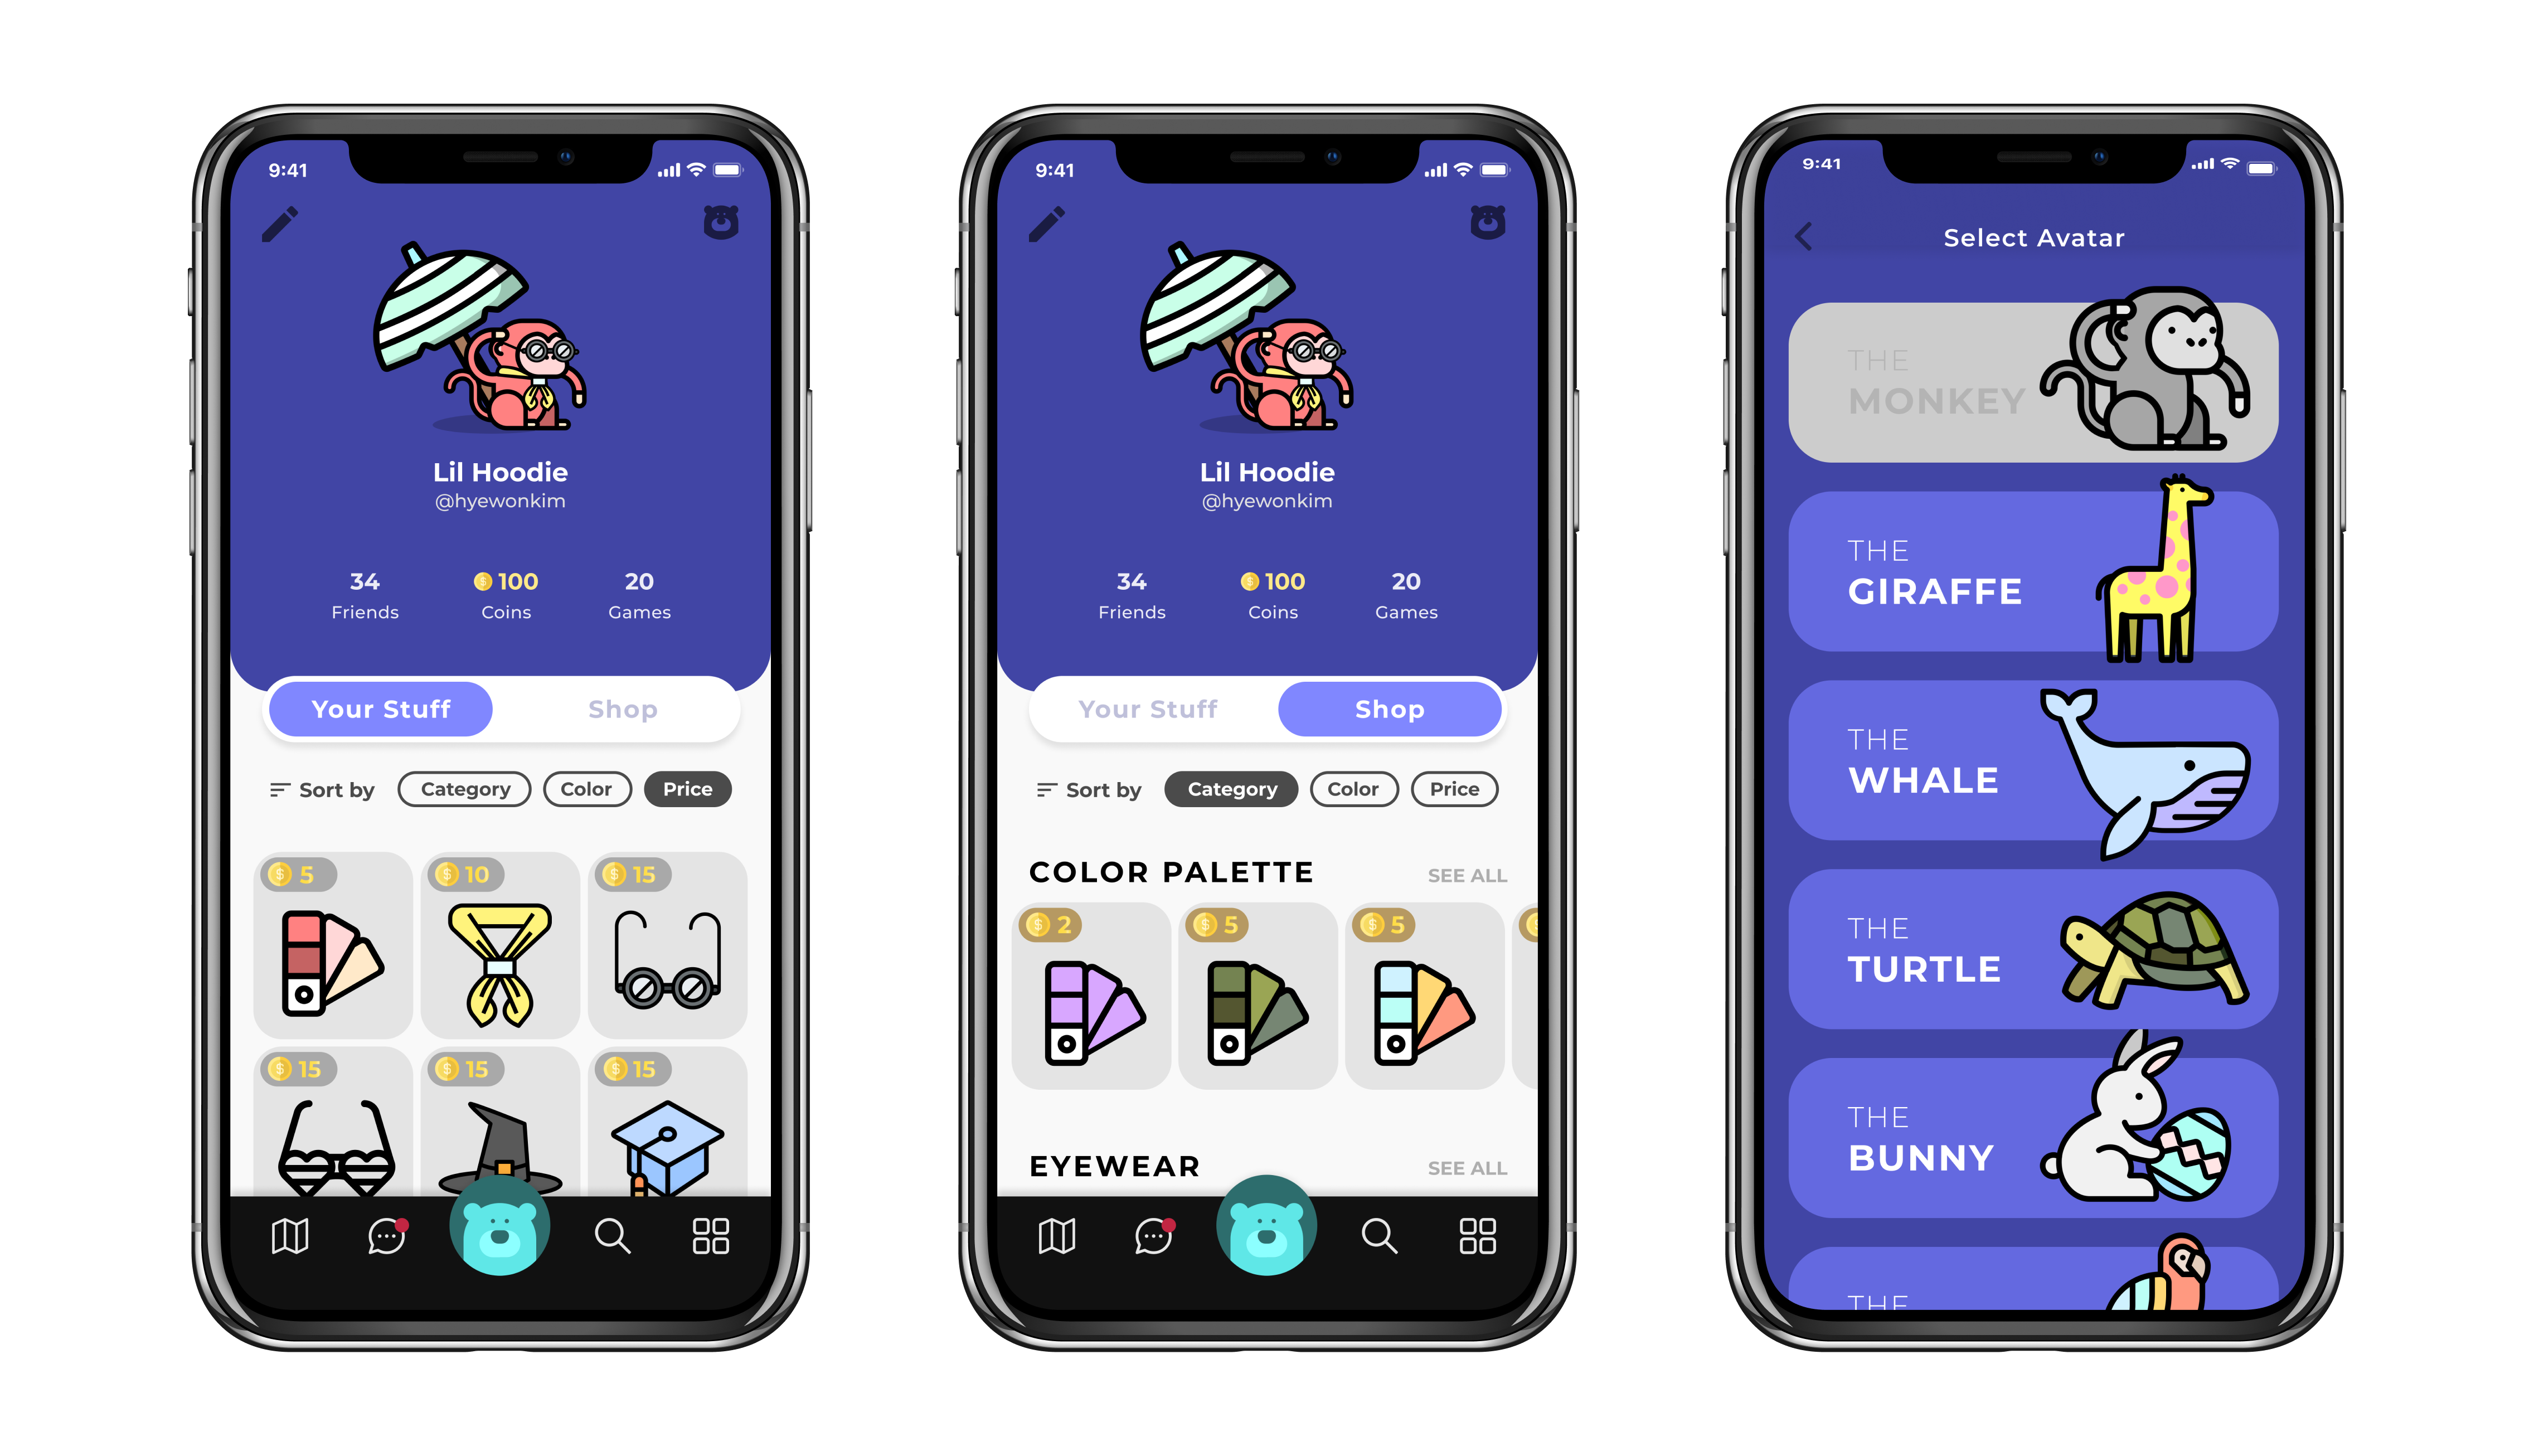 9:41
Lil Hoodie
@hyewonkim
34 100 20
Friends Coins Games
Your Stuff Shop
Sort by Category Color Price
5 10 15
15 15 15
9:41
Lil Hoodie
@hyewonkim
34 100 20
Friends Coins Games
Your Stuff Shop
Sort by Category Color Price
COLOR PALETTE SEE ALL
2 5 5
EYEWEAR SEE ALL
9:41
Select Avatar
THE
MONKEY
THE
GIRAFFE
THE
WHALE
THE
TURTLE
THE
BUNNY
THE